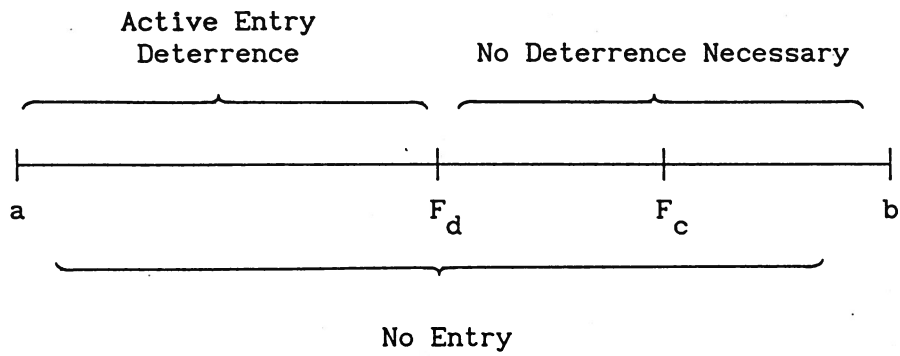 Active Entry
Deterrence
No Deterrence Necessary
a
F_d
F_c
b
No Entry